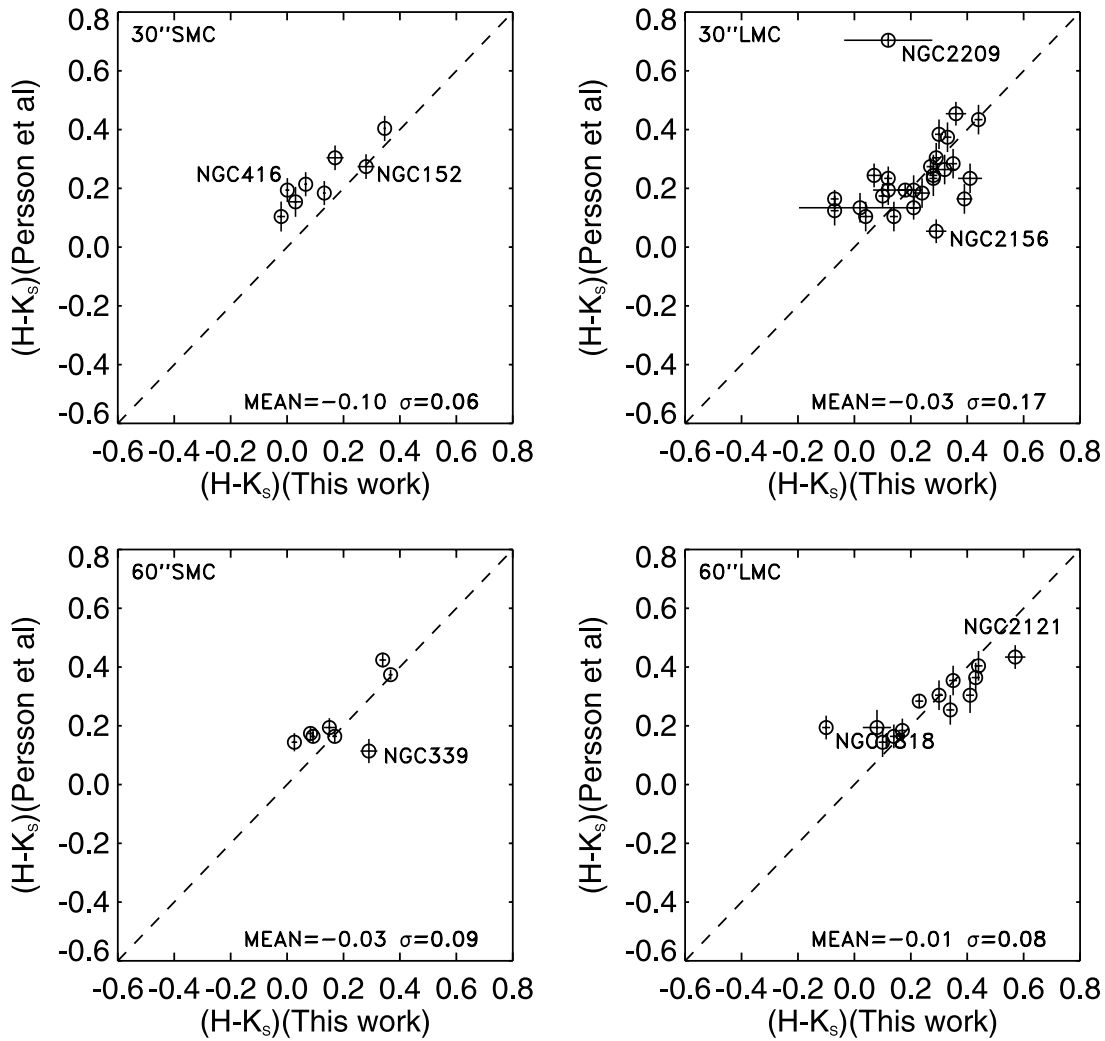 30''SMC
0.8
0.6
0.4
0.2
0.0
-0.2
-0.4
-0.6
(H-Ks)(Persson et al)
NGC416
NGC152
MEAN=-0.10 σ=0.06
-0.6 -0.4 -0.2 0.0 0.2 0.4 0.6 0.8
(H-Ks)(This work)
30''LMC
0.8
0.6
0.4
0.2
0.0
-0.2
-0.4
-0.6
(H-Ks)(Persson et al)
NGC2209
NGC2156
MEAN=-0.03 σ=0.17
-0.6 -0.4 -0.2 0.0 0.2 0.4 0.6 0.8
(H-Ks)(This work)
60''SMC
0.8
0.6
0.4
0.2
0.0
-0.2
-0.4
-0.6
(H-Ks)(Persson et al)
NGC339
MEAN=-0.03 σ=0.09
-0.6 -0.4 -0.2 0.0 0.2 0.4 0.6 0.8
(H-Ks)(This work)
60''LMC
0.8
0.6
0.4
0.2
0.0
-0.2
-0.4
-0.6
(H-Ks)(Persson et al)
NGC2121
NGC1818
MEAN=-0.01 σ=0.08
-0.6 -0.4 -0.2 0.0 0.2 0.4 0.6 0.8
(H-Ks)(This work)